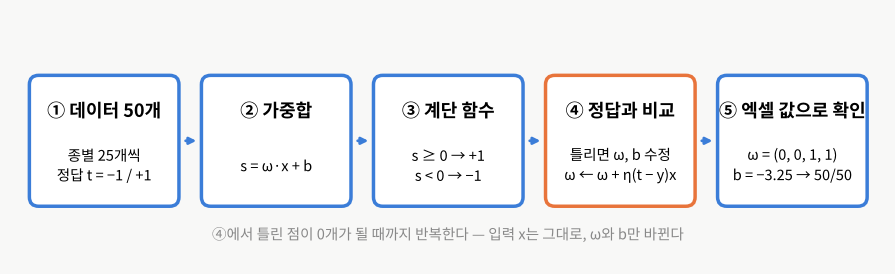 ① 데이터 50개
종별 25개씩
정답 t = −1 / +1
② 가중합
s = ω · x + b
③ 계단 함수
s ≥ 0 → +1
s < 0 → −1
④ 정답과 비교
틀리면 ω, b 수정
ω ← ω + η(t − y)x
⑤ 엑셀 값으로 확인
ω = (0, 0, 1, 1)
b = −3.25 → 50/50
④에서 틀린 점이 0개가 될 때까지 반복한다 — 입력 x는 그대로, ω와 b만 바뀐다